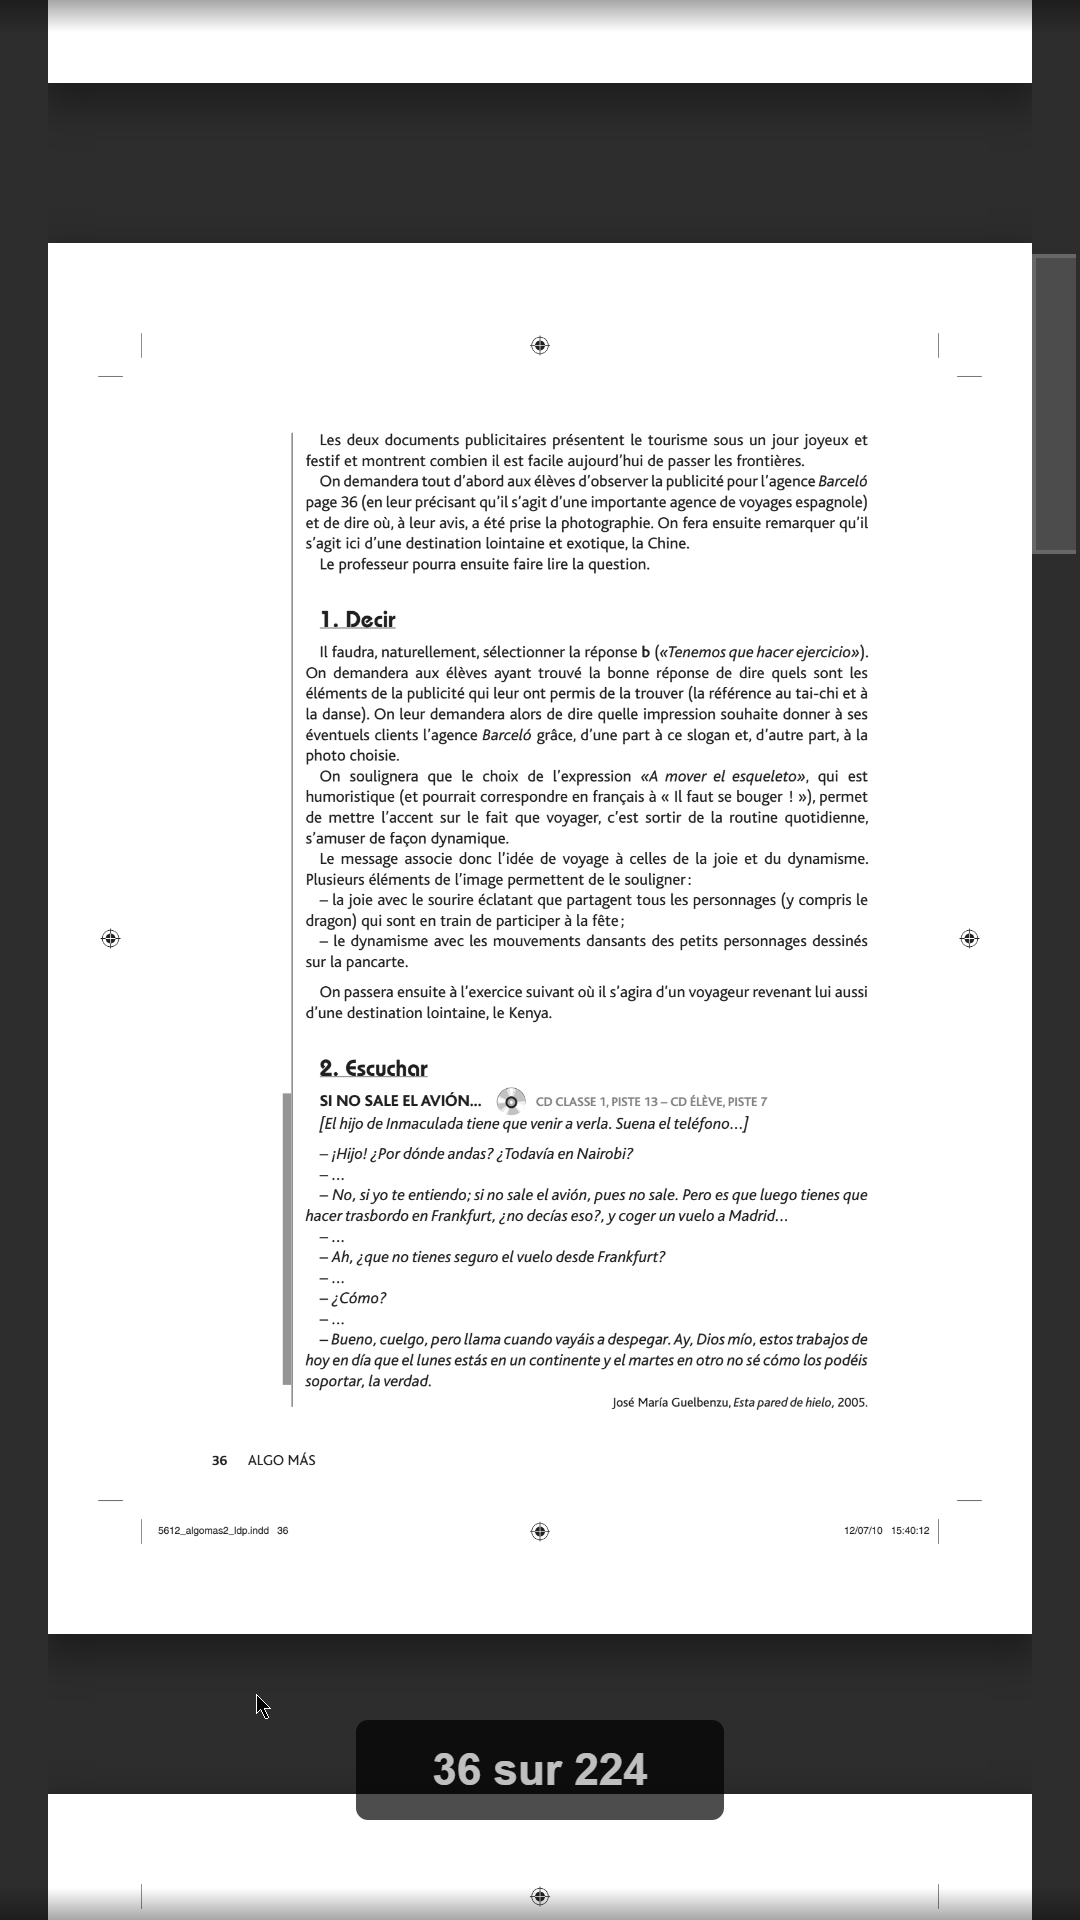 Les deux documents publicitaires présentent le tourisme sous un jour joyeux et
festif et montrent combien il est facile aujourd'hui de passer les frontières.
On demandera tout d'abord aux élèves d'observer la publicité pour l'agence Barceló
page 36 (en leur précisant qu'il s'agit d'une importante agence de voyages espagnole)
et de dire où, à leur avis, a été prise la photographie. On fera ensuite remarquer qu'il
s'agit ici d'une destination lointaine et exotique, la Chine.
Le professeur pourra ensuite faire lire la question.
1. Decir
Il faudra, naturellement, sélectionner la réponse b («Tenemos que hacer ejercicio»).
On demandera aux élèves ayant trouvé la bonne réponse de dire quels sont les
éléments de la publicité qui leur ont permis de la trouver (la référence au tai-chi et à
la danse). On leur demandera alors de dire quelle impression souhaite donner à ses
éventuels clients l'agence Barceló grâce, d'une part à ce slogan et, d'autre part, à la
photo choisie.
On soulignera que le choix de l'expression «A mover el esqueleto», qui est
humoristique (et pourrait correspondre en français à « Il faut se bouger ! »), permet
de mettre l'accent sur le fait que voyager, c'est sortir de la routine quotidienne,
s'amuser de façon dynamique.
Le message associe donc l'idée de voyage à celles de la joie et du dynamisme.
Plusieurs éléments de l'image permettent de le souligner :
– la joie avec le sourire éclatant que partagent tous les personnages (y compris le
dragon) qui sont en train de participer à la fête ;
– le dynamisme avec les mouvements dansants des petits personnages dessinés
sur la pancarte.
On passera ensuite à l'exercice suivant où il s'agira d'un voyageur revenant lui aussi
d'une destination lointaine, le Kenya.
2. Escuchar
SI NO SALE EL AVIÓN... CD CLASSE 1, PISTE 13 – CD ÉLÈVE, PISTE 7
[El hijo de Inmaculada tiene que venir a verla. Suena el teléfono...]
– ¡Hijo! ¿Por dónde andas? ¿Todavía en Nairobi?
– ...
– No, si yo te entiendo; si no sale el avión, pues no sale. Pero es que luego tienes que
hacer trasbordo en Frankfurt, ¿no decías eso?, y coger un vuelo a Madrid...
– ...
– Ah, ¿que no tienes seguro el vuelo desde Frankfurt?
– ...
– ¿Cómo?
– ...
– Bueno, cuelgo, pero llama cuando vayáis a despegar. Ay, Dios mío, estos trabajos de
hoy en día que el lunes estás en un continente y el martes en otro no sé cómo los podéis
soportar, la verdad.
José María Guelbenzu, Esta pared de hielo, 2005.
36 ALGO MÁS
5612_algomas2_ldp.indd 36 12/07/10 15:40:12
36 sur 224